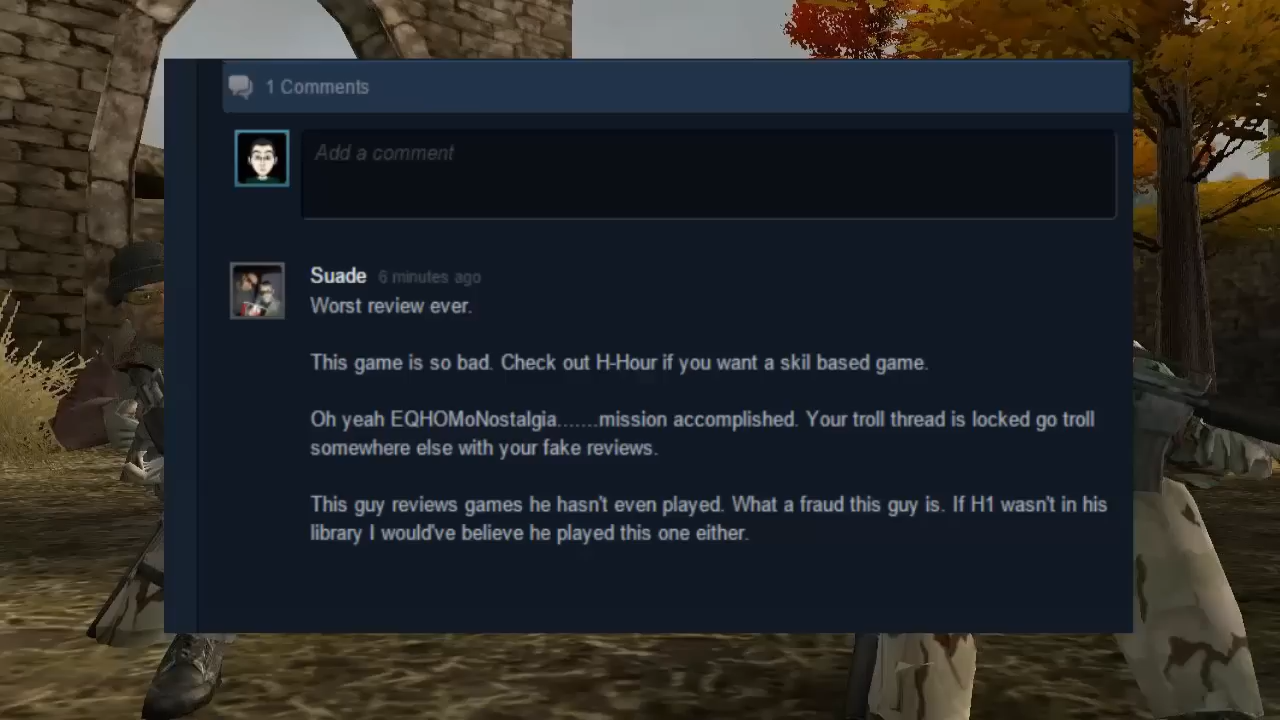 1 Comments
Add a comment
Suade 6 minutes ago
Worst review ever.
This game is so bad. Check out H-Hour if you want a skil based game.
Oh yeah EQHOMoNostalgia.......mission accomplished. Your troll thread is locked go troll
somewhere else with your fake reviews.
This guy reviews games he hasn't even played. What a fraud this guy is. If H1 wasn't in his
library I would've believe he played this one either.